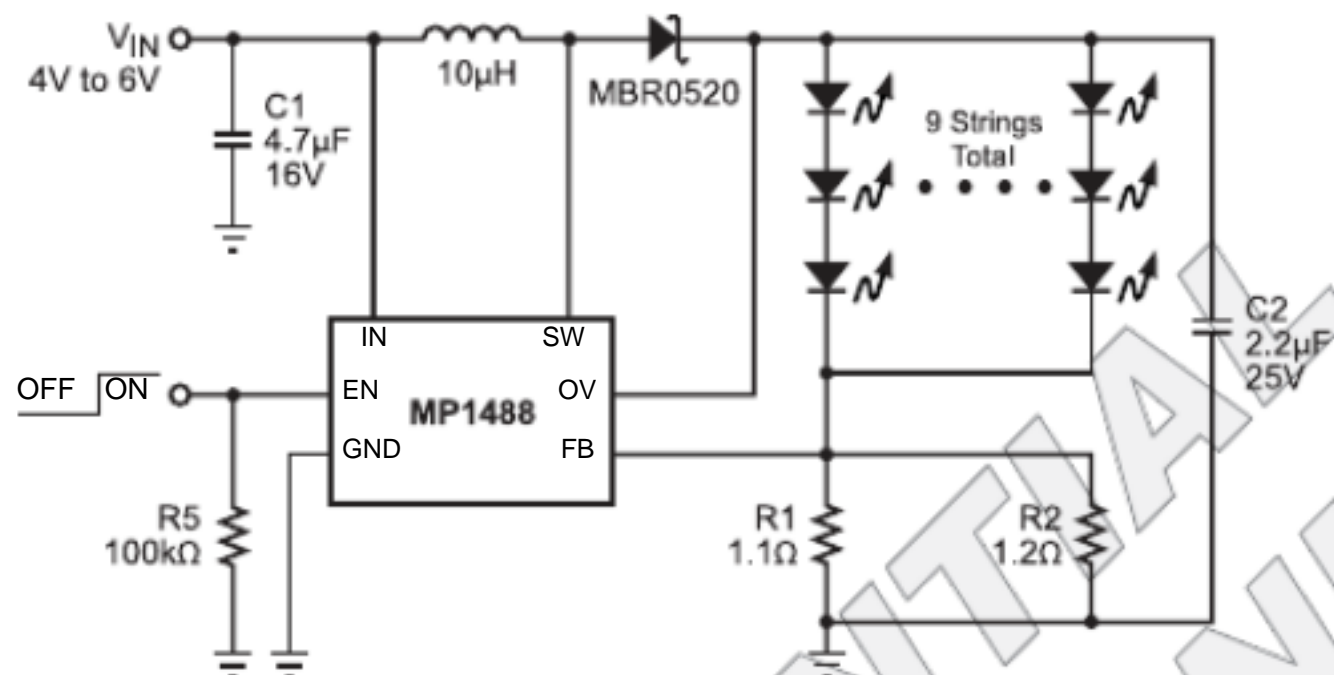 VIN
4V to 6V
C1
4.7µF
16V
10µH
MBR0520
9 Strings
Total
C2
2.2µF
25V
IN
SW
OFF
ON
EN
OV
MP1488
GND
FB
R5
100kΩ
R1
1.1Ω
R2
1.2Ω